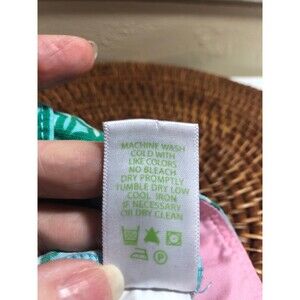 MACHINE WASH
COLD WITH
LIKE COLORS
NO BLEACH
DRY PROMPTLY
TUMBLE DRY LOW
COOL IRON
IF NECESSARY
OR DRY CLEAN